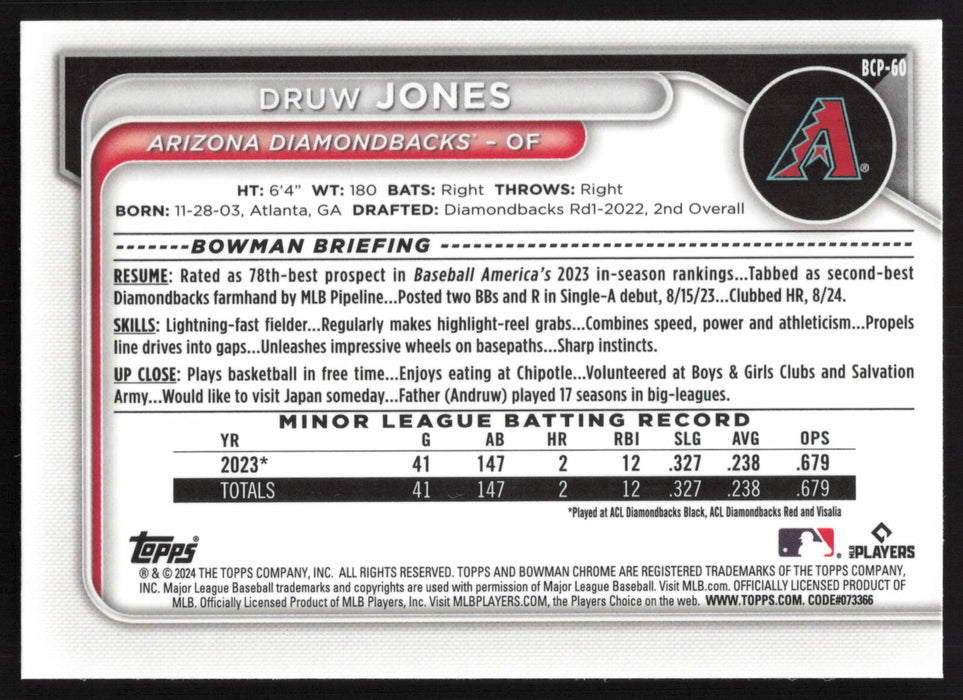 BCP-60
DRUW JONES
ARIZONA DIAMONDBACKS™ – OF
A®
HT: 6'4" WT: 180 BATS: Right THROWS: Right
BORN: 11-28-03, Atlanta, GA DRAFTED: Diamondbacks Rd1-2022, 2nd Overall
BOWMAN BRIEFING
RESUME: Rated as 78th-best prospect in Baseball America's 2023 in-season rankings...Tabbed as second-best
Diamondbacks farmhand by MLB Pipeline...Posted two BBs and R in Single-A debut, 8/15/23...Clubbed HR, 8/24.
SKILLS: Lightning-fast fielder...Regularly makes highlight-reel grabs...Combines speed, power and athleticism...Propels
line drives into gaps...Unleashes impressive wheels on basepaths...Sharp instincts.
UP CLOSE: Plays basketball in free time...Enjoys eating at Chipotle...Volunteered at Boys & Girls Clubs and Salvation
Army...Would like to visit Japan someday...Father (Andruw) played 17 seasons in big-leagues.
MINOR LEAGUE BATTING RECORD
YR G AB HR RBI SLG AVG OPS
2023* 41 147 2 12 .327 .238 .679
TOTALS 41 147 2 12 .327 .238 .679
*Played at ACL Diamondbacks Black, ACL Diamondbacks Red and Visalia
Topps®
MLB PLAYERS
® & © 2024 THE TOPPS COMPANY, INC. ALL RIGHTS RESERVED. TOPPS AND BOWMAN CHROME ARE REGISTERED TRADEMARKS OF THE TOPPS COMPANY,
INC. Major League Baseball trademarks and copyrights are used with permission of Major League Baseball. Visit MLB.com. OFFICIALLY LICENSED PRODUCT OF
MLB. Officially Licensed Product of MLB Players, Inc. Visit MLBPLAYERS.COM, the Players Choice on the web. WWW.TOPPS.COM. CODE#073366